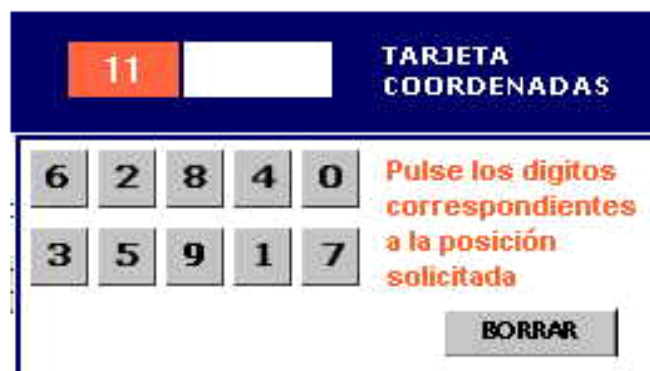 11
TARJETA
COORDENADAS
6 2 8 4 0
3 5 9 1 7
Pulse los digitos
correspondientes
a la posición
solicitada
BORRAR